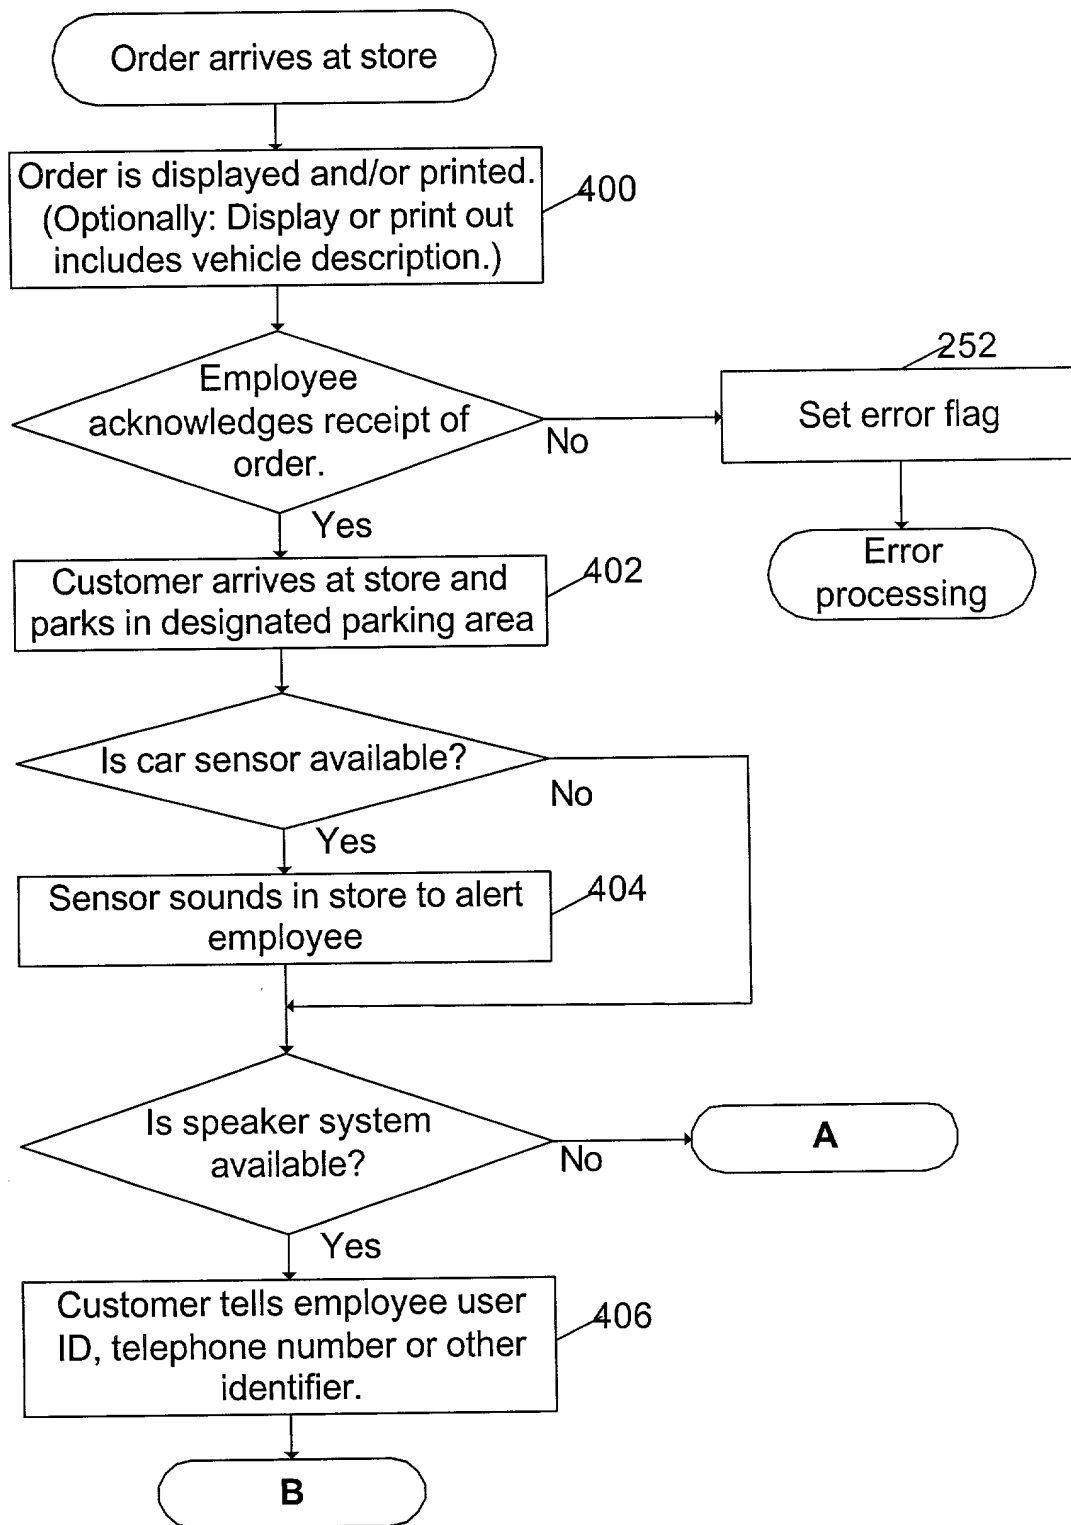 Order arrives at store
Order is displayed and/or printed.
(Optionally: Display or print out
includes vehicle description.)
400
Employee
acknowledges receipt of
order.
No
Yes
252
Set error flag
Error
processing
Customer arrives at store and
parks in designated parking area
402
Is car sensor available?
No
Yes
Sensor sounds in store to alert
employee
404
Is speaker system
available?
No
A
Yes
Customer tells employee user
ID, telephone number or other
identifier.
406
B